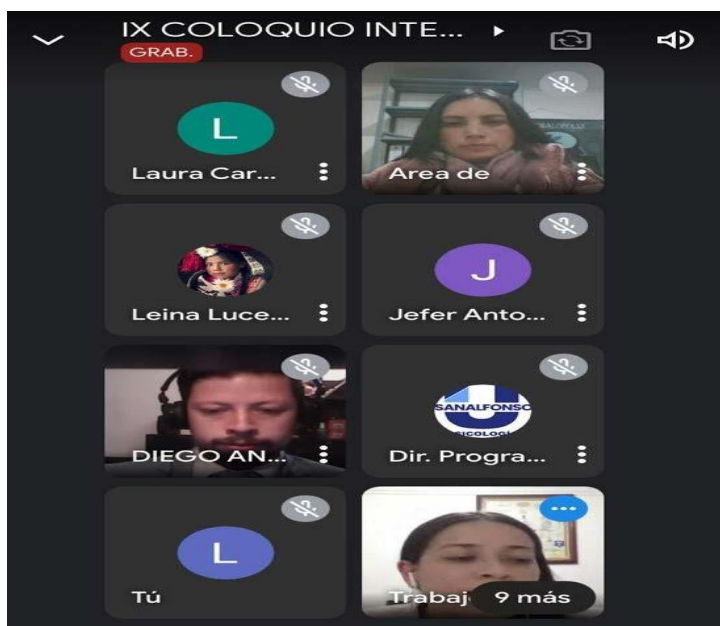 IX COLOQUIO INTE...
GRAB.
L
Laura Car...
Area de
Leina Luce...
J
Jefer Anto...
DIEGO AN...
SANALFONSO
Dir. Progra...
L
Tú
Trabaj
9 más